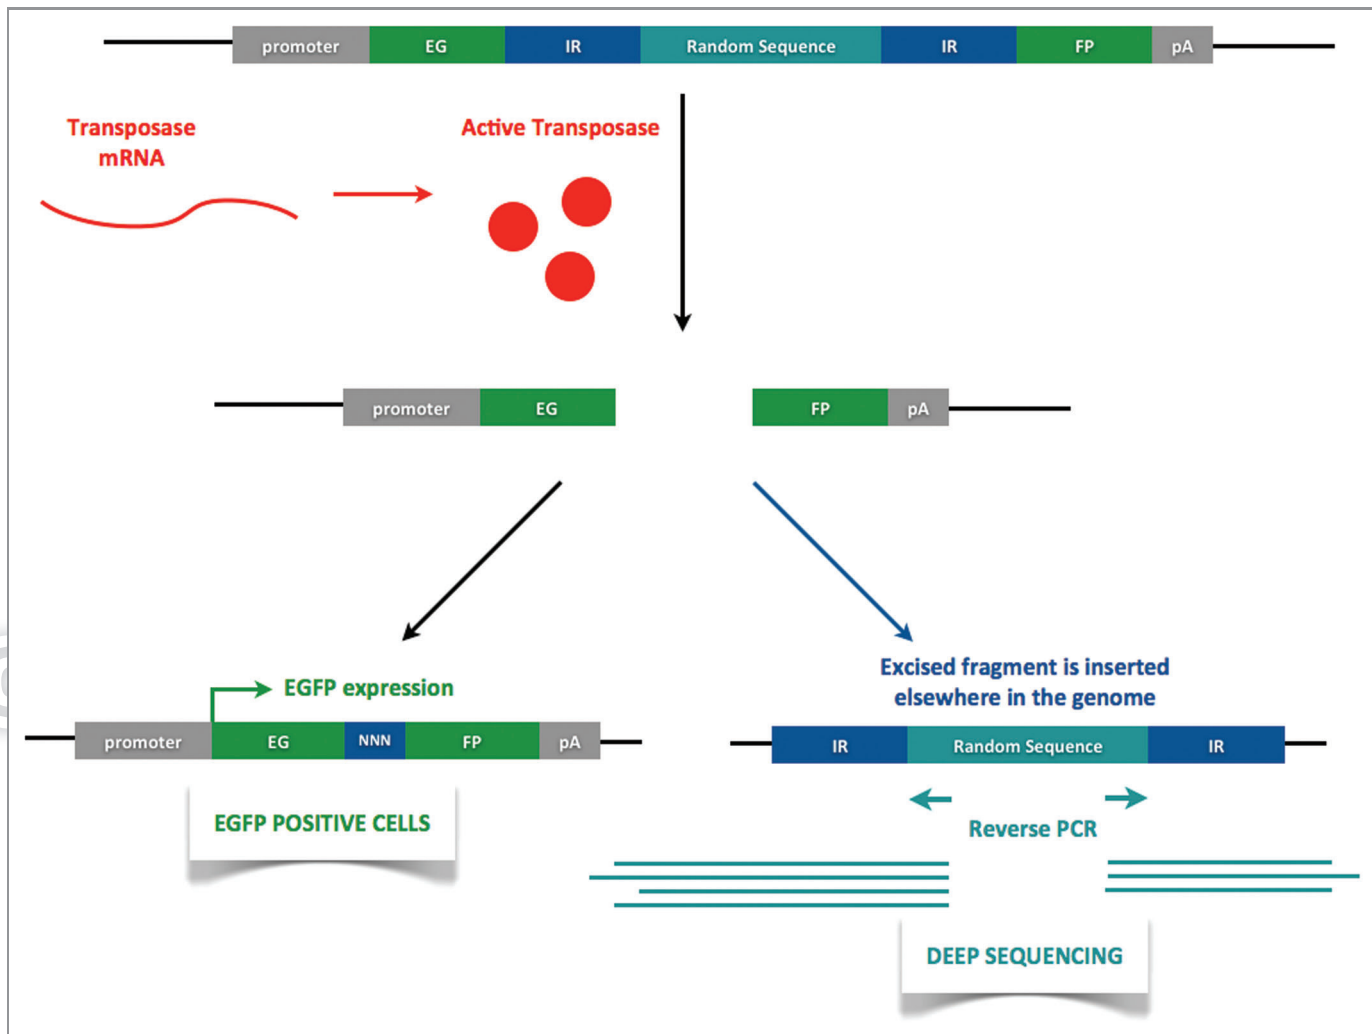 promoter EG IR Random Sequence IR FP pA
Transposase
mRNA
Active Transposase
promoter EG FP pA
EGFP expression
promoter EG NNN FP pA
EGFP POSITIVE CELLS
Excised fragment is inserted
elsewhere in the genome
IR Random Sequence IR
Reverse PCR
DEEP SEQUENCING